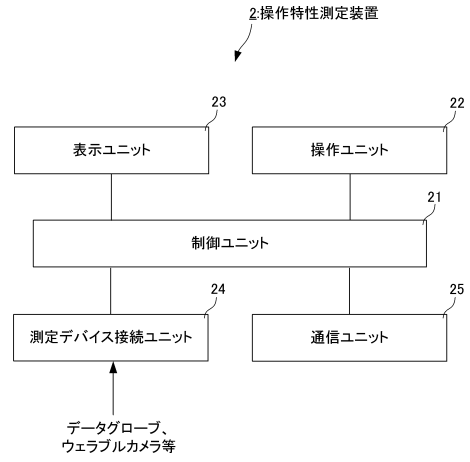 2:操作特性測定装置
23
表示ユニット
22
操作ユニット
21
制御ユニット
24
測定デバイス接続ユニット
25
通信ユニット
データグローブ、
ウェラブルカメラ等